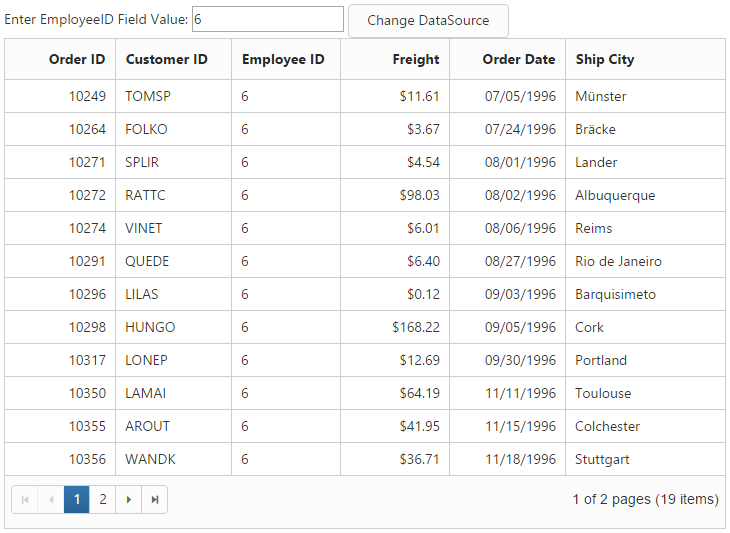 Enter EmployeeID Field Value: 6 Change DataSource
Order ID Customer ID Employee ID Freight Order Date Ship City
10249 TOMSP 6 $11.61 07/05/1996 Münster
10264 FOLKO 6 $3.67 07/24/1996 Bräcke
10271 SPLIR 6 $4.54 08/01/1996 Lander
10272 RATTC 6 $98.03 08/02/1996 Albuquerque
10274 VINET 6 $6.01 08/06/1996 Reims
10291 QUEDE 6 $6.40 08/27/1996 Rio de Janeiro
10296 LILAS 6 $0.12 09/03/1996 Barquisimeto
10298 HUNGO 6 $168.22 09/05/1996 Cork
10317 LONEP 6 $12.69 09/30/1996 Portland
10350 LAMAI 6 $64.19 11/11/1996 Toulouse
10355 AROUT 6 $41.95 11/15/1996 Colchester
10356 WANDK 6 $36.71 11/18/1996 Stuttgart
1 2 1 of 2 pages (19 items)